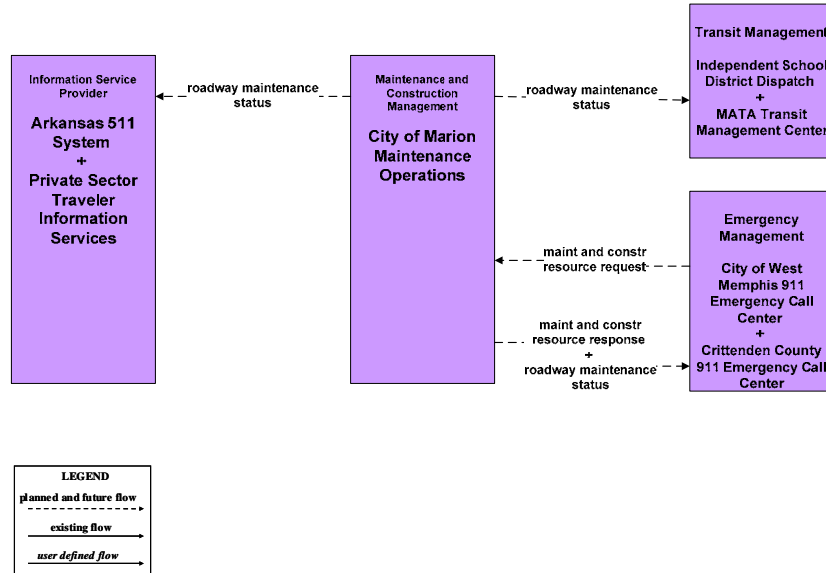 Information Service
Provider
Arkansas 511
System
+
Private Sector
Traveler
Information
Services
roadway maintenance
status
Maintenance and
Construction
Management
City of Marion
Maintenance
Operations
roadway maintenance
status
Transit Management
Independent School
District Dispatch
+
MATA Transit
Management Center
maint and constr
resource request
maint and constr
resource response
+
roadway maintenance
status
Emergency
Management
City of West
Memphis 911
Emergency Call
Center
+
Crittenden County
911 Emergency Call
Center
LEGEND
planned and future flow
existing flow
user defined flow